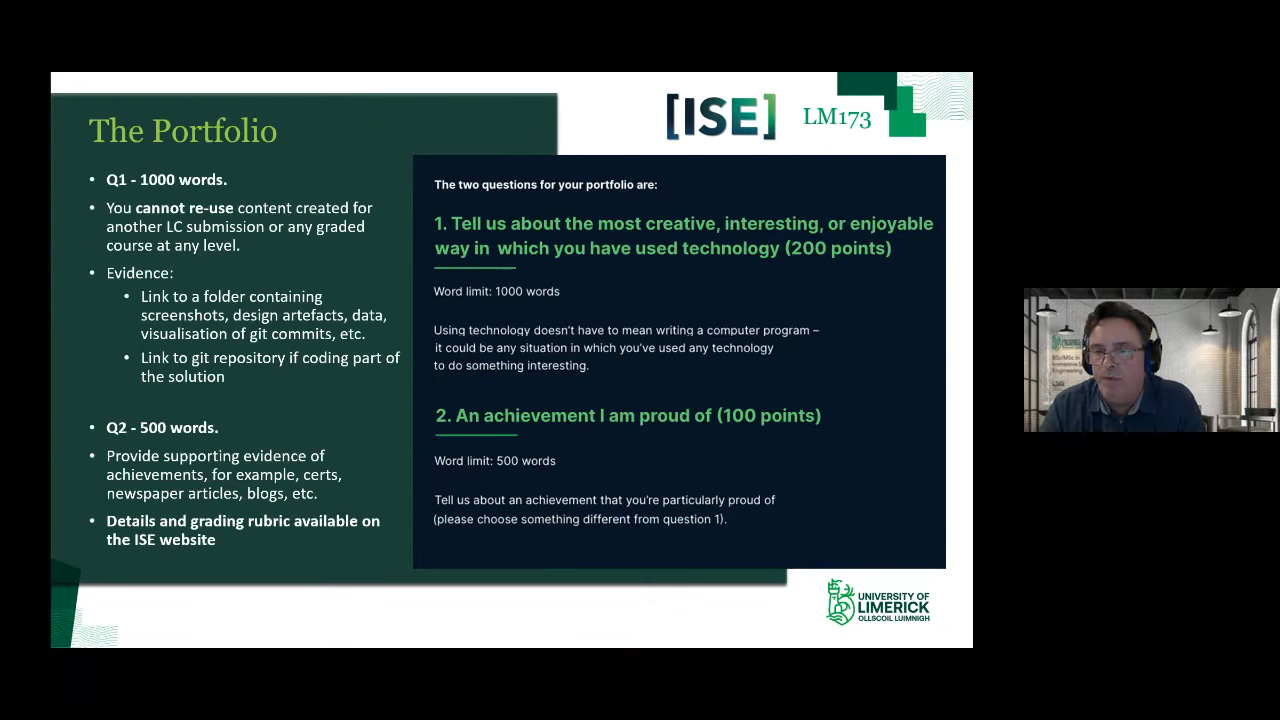 The Portfolio
[ISE]
LM173
• Q1 - 1000 words.
• You cannot re-use content created for
another LC submission or any graded
course at any level.
• Evidence:
• Link to a folder containing
screenshots, design artefacts, data,
visualisation of git commits, etc.
• Link to git repository if coding part of
the solution
• Q2 - 500 words.
• Provide supporting evidence of
achievements, for example, certs,
newspaper articles, blogs, etc.
• Details and grading rubric available on
the ISE website
The two questions for your portfolio are:
1. Tell us about the most creative, interesting, or enjoyable
way in which you have used technology (200 points)
Word limit: 1000 words
Using technology doesn't have to mean writing a computer program –
it could be any situation in which you've used any technology
to do something interesting.
2. An achievement I am proud of (100 points)
Word limit: 500 words
Tell us about an achievement that you're particularly proud of
(please choose something different from question 1).
UNIVERSITY OF
LIMERICK
OLLSCOIL LUIMNIGH